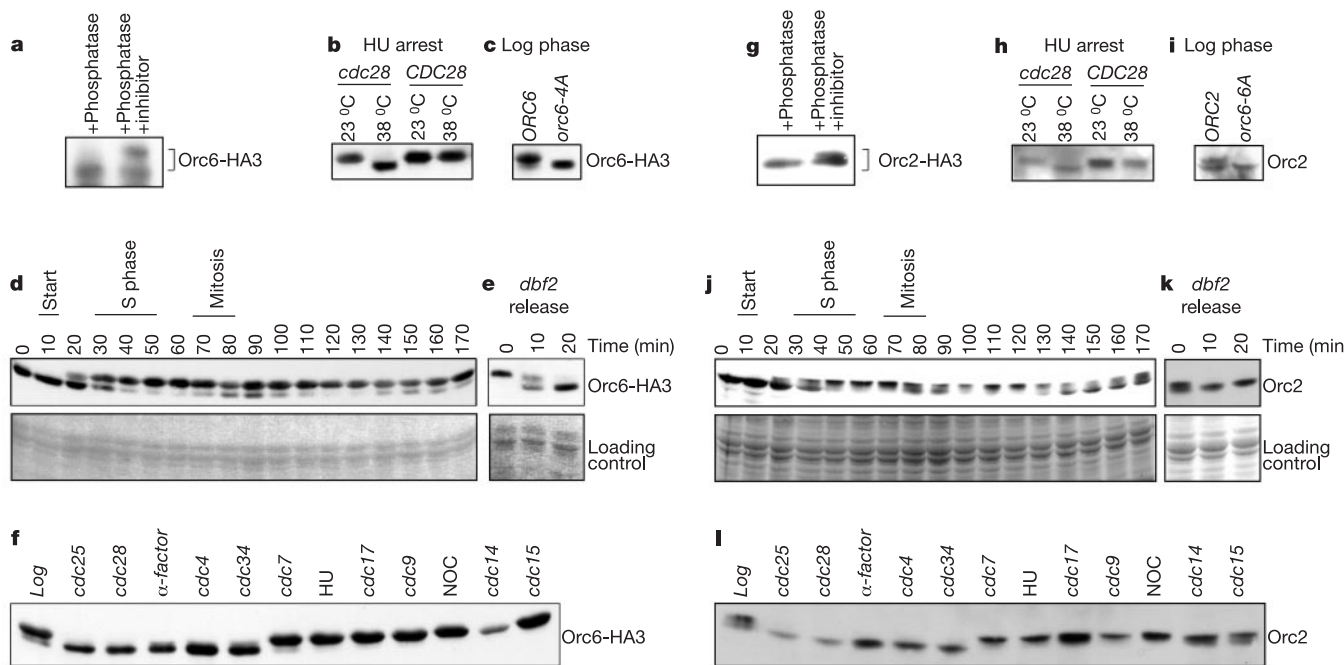 a
+Phosphatase
+Phosphatase
+inhibitor
Orc6-HA3
b
HU arrest
cdc28
CDC28
23 ⁰C
38 ⁰C
23 ⁰C
38 ⁰C
c
Log phase
ORC6
orc6-4A
Orc6-HA3
g
+Phosphatase
+Phosphatase
+inhibitor
Orc2-HA3
h
HU arrest
cdc28
CDC28
23 ⁰C
38 ⁰C
23 ⁰C
38 ⁰C
i
Log phase
ORC2
orc6-6A
Orc2
d
Start
S phase
Mitosis
0 10 20 30 40 50 60 70 80 90 100 110 120 130 140 150 160 170
Time (min)
Orc6-HA3
Loading
control
e
dbf2
release
0 10 20
j
Start
S phase
Mitosis
0 10 20 30 40 50 60 70 80 90 100 110 120 130 140 150 160 170
Time (min)
Orc2
Loading
control
k
dbf2
release
0 10 20
f
Log
cdc25
cdc28
α-factor
cdc4
cdc34
cdc7
HU
cdc17
cdc9
NOC
cdc14
cdc15
Orc6-HA3
l
Log
cdc25
cdc28
α-factor
cdc4
cdc34
cdc7
HU
cdc17
cdc9
NOC
cdc14
cdc15
Orc2